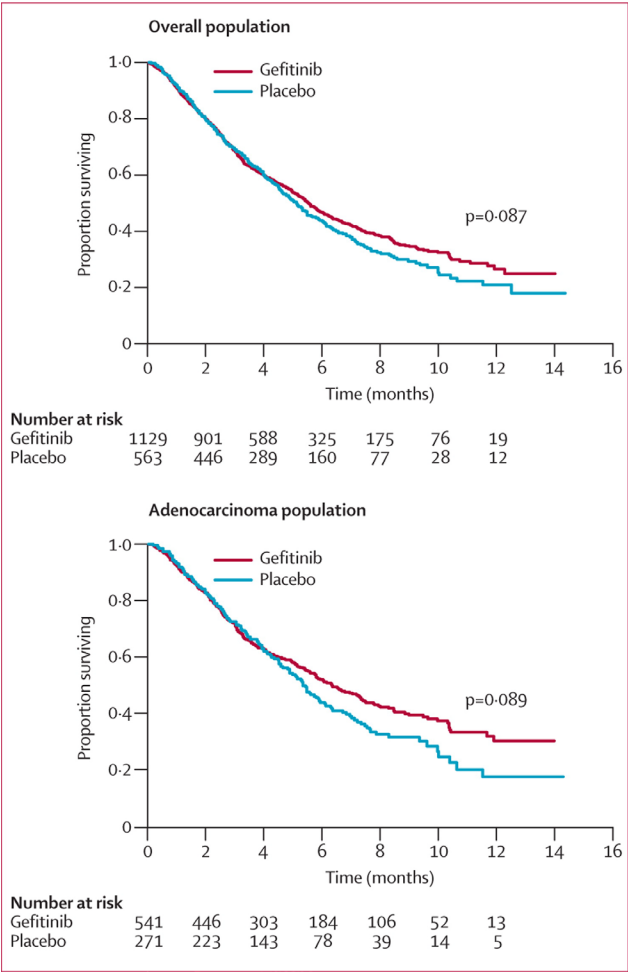 Overall population
1·0
0·8
0·6
0·4
0·2
0
Proportion surviving
Gefitinib
Placebo
p=0·087
0 2 4 6 8 10 12 14 16
Time (months)
Number at risk
Gefitinib 1129 901 588 325 175 76 19
Placebo 563 446 289 160 77 28 12
Adenocarcinoma population
1·0
0·8
0·6
0·4
0·2
0
Proportion surviving
Gefitinib
Placebo
p=0·089
0 2 4 6 8 10 12 14 16
Time (months)
Number at risk
Gefitinib 541 446 303 184 106 52 13
Placebo 271 223 143 78 39 14 5